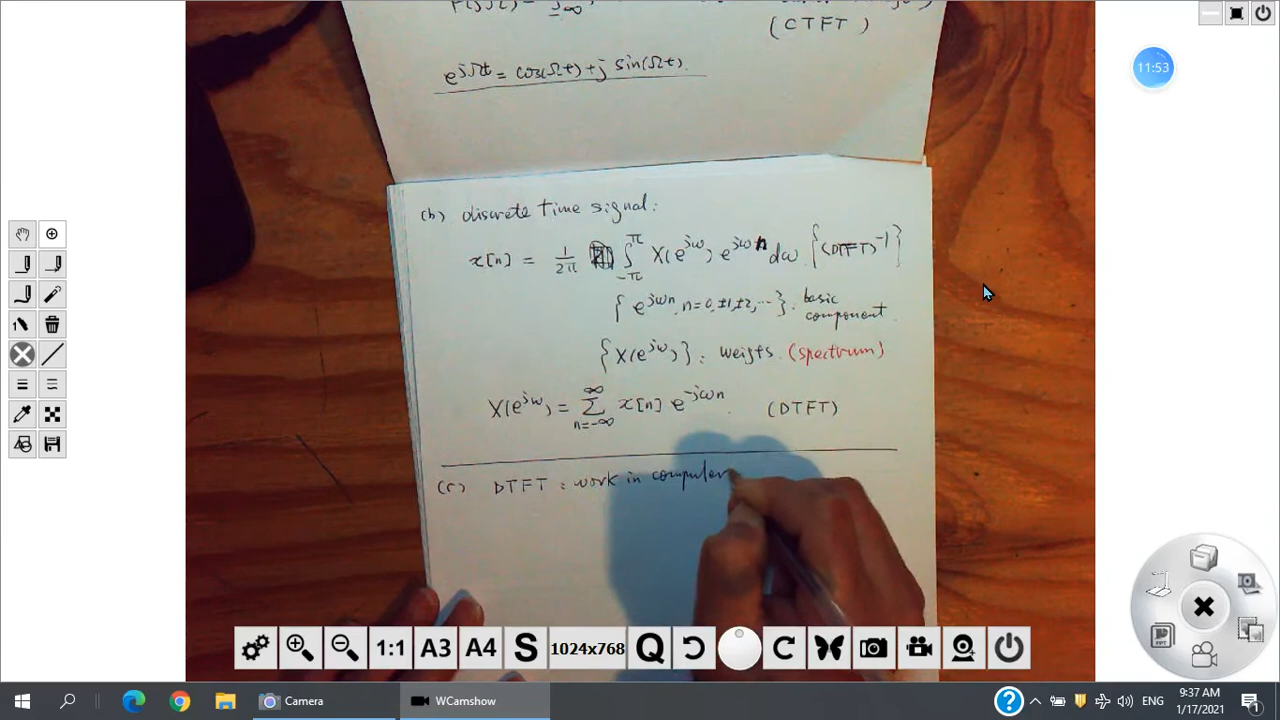 (CTFT)
e^{jΩt} = cos(Ωt) + j sin(Ωt).
11:53
(b) discrete time signal:
x[n] = 1/2π ∫_{-π}^{π} X(e^{jω}) e^{jωn} dω {(DTFT)^{-1}}
{ e^{jωn}, n=0,±1,±2,... }. basic component.
{X(e^{jω})}: weigts. (spectrum)
X(e^{jω}) = Σ_{n=-∞}^{∞} x[n] e^{-jωn}. (DTFT)
(c) DTFT: work in computer
1:1 A3 A4 S 1024x768 Q
Camera WCamshow ENG 9:37 AM
1/17/2021